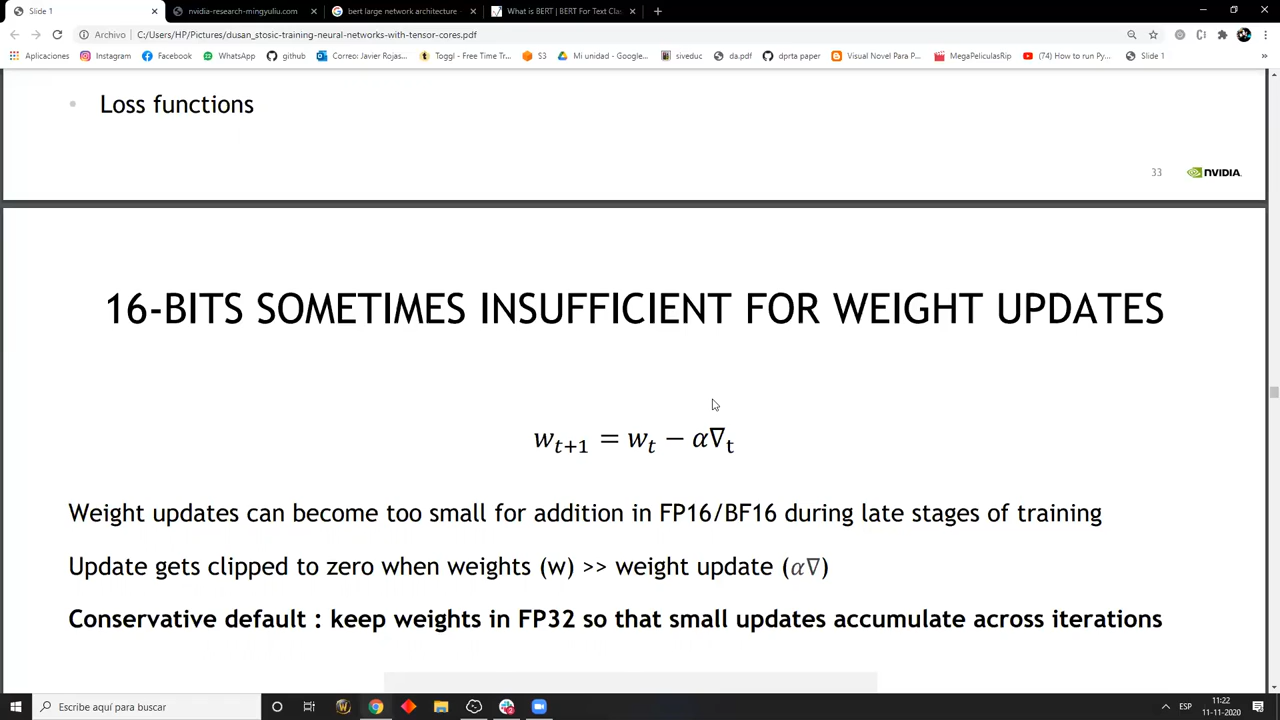 Slide 1
nvidia-research-mingyuliu.com
bert large network architecture
What is BERT | BERT For Text Clas
Archivo
C:/Users/HP/Pictures/dusan_stosic-training-neural-networks-with-tensor-cores.pdf
Aplicaciones
Instagram
Facebook
WhatsApp
github
Correo: Javier Rojas...
Toggl - Free Time Tr...
S3
Mi unidad - Google...
siveduc
da.pdf
dprta paper
Visual Novel Para P...
MegaPeliculasRip
(74) How to run Py...
Slide 1
• Loss functions
33
NVIDIA.
16-BITS SOMETIMES INSUFFICIENT FOR WEIGHT UPDATES
w_{t+1} = w_t − α∇_t
Weight updates can become too small for addition in FP16/BF16 during late stages of training
Update gets clipped to zero when weights (w) >> weight update (α∇)
Conservative default : keep weights in FP32 so that small updates accumulate across iterations
Escribe aquí para buscar
ESP
11:22
11-11-2020